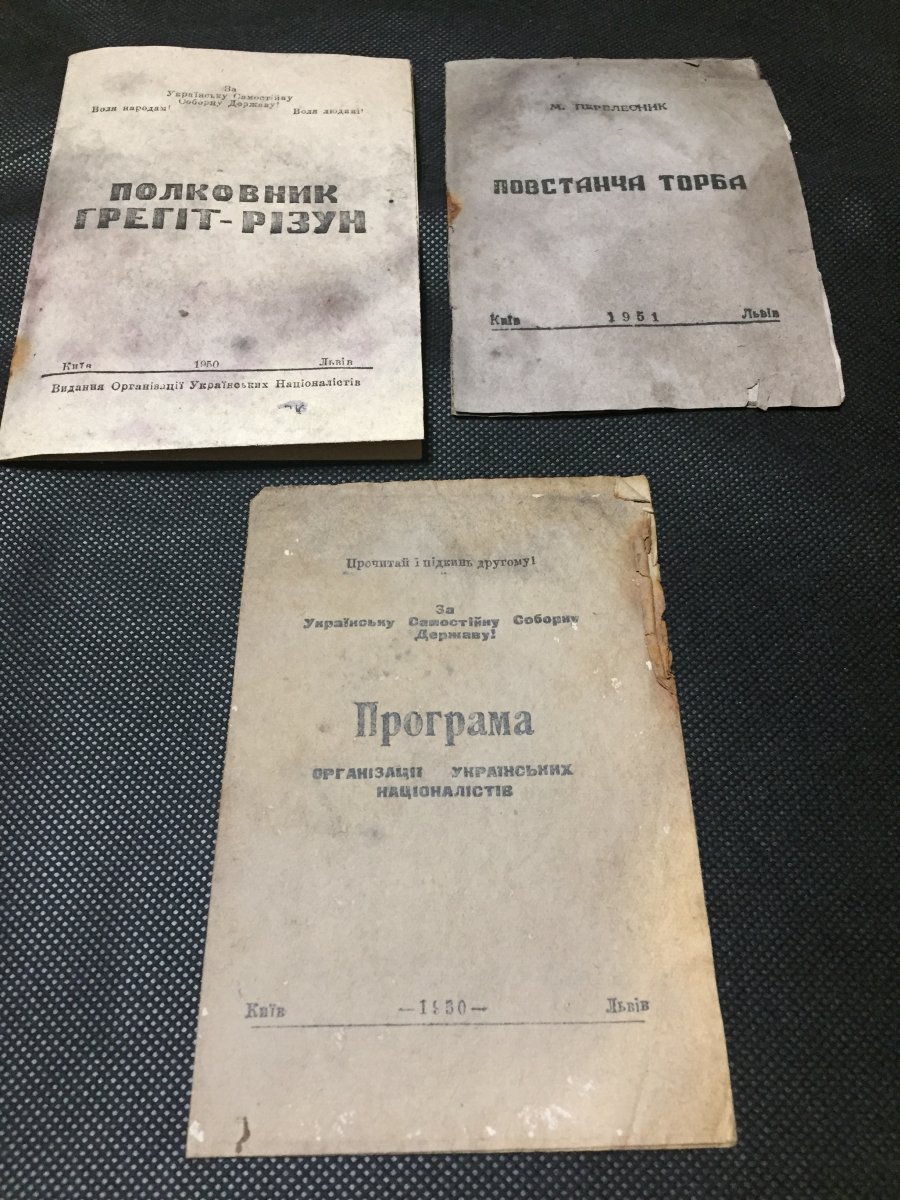 За
Українську Самостійну
Соборну Державу!
Воля народам! Воля людині!
ПОЛКОВНИК
ГРЕГІТ-РІЗУН
Київ 1950 Львів
Видання Організації Українських Націоналістів
М. ПЕРЕЛЕСНИК
ПОВСТАНЧА ТОРБА
Київ 1951 Львів
Прочитай і підкинь другому!
За
Українську Самостійну Соборну
Державу!
Програма
ОРГАНІЗАЦІЇ УКРАЇНСЬКИХ
НАЦІОНАЛІСТІВ
Київ —1950— Львів